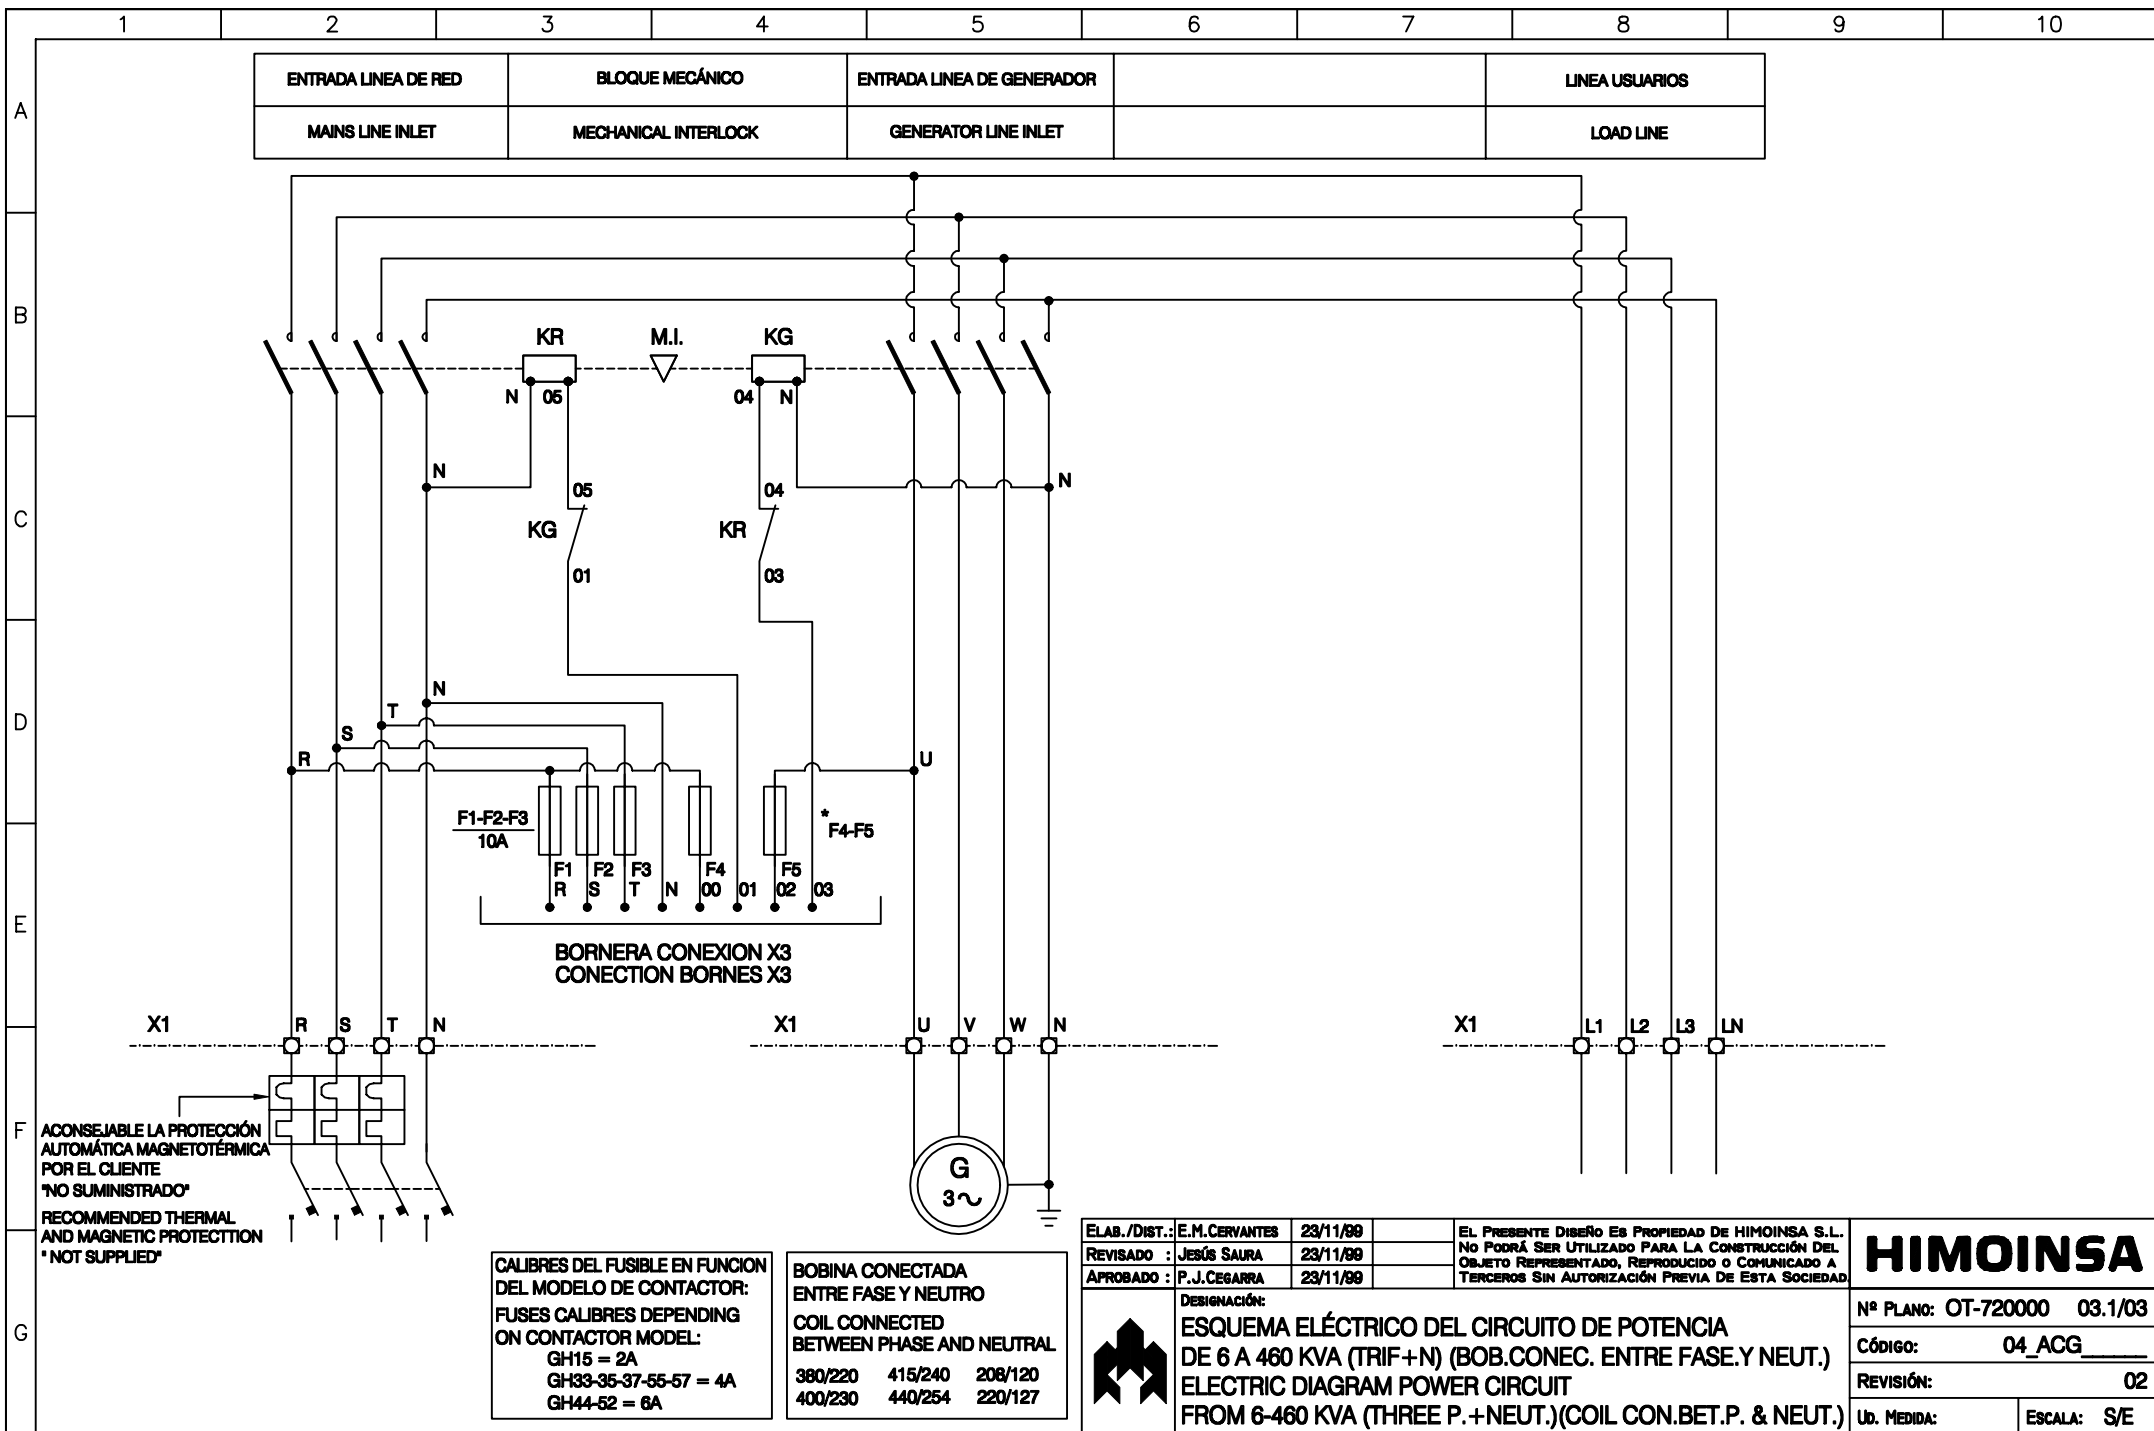 1 2 3 4 5 6 7 8 9 10
A
B
C
D
E
F
G
ENTRADA LINEA DE RED
BLOQUE MECÁNICO
ENTRADA LINEA DE GENERADOR
LINEA USUARIOS
MAINS LINE INLET
MECHANICAL INTERLOCK
GENERATOR LINE INLET
LOAD LINE
KR
M.I.
KG
N 05
04 N
N
05
04
N
KG
KR
01
03
N
T
S
R
U
F1-F2-F3
10A
*
F4-F5
F1 F2 F3 F4 F5
R S T N 00 01 02 03
BORNERA CONEXION X3
CONECTION BORNES X3
X1 R S T N
X1 U V W N
X1 L1 L2 L3 LN
ACONSEJABLE LA PROTECCIÓN
AUTOMÁTICA MAGNETOTÉRMICA
POR EL CLIENTE
"NO SUMINISTRADO"
RECOMMENDED THERMAL
AND MAGNETIC PROTECTTION
" NOT SUPPLIED"
G
3∿
CALIBRES DEL FUSIBLE EN FUNCION
DEL MODELO DE CONTACTOR:
FUSES CALIBRES DEPENDING
ON CONTACTOR MODEL:
GH15 = 2A
GH33-35-37-55-57 = 4A
GH44-52 = 6A
BOBINA CONECTADA
ENTRE FASE Y NEUTRO
COIL CONNECTED
BETWEEN PHASE AND NEUTRAL
380/220 415/240 208/120
400/230 440/254 220/127
ELAB./DIST.: E.M.CERVANTES 23/11/99
REVISADO : JESÚS SAURA 23/11/99
APROBADO : P.J.CEGARRA 23/11/99
EL PRESENTE DISEÑO ES PROPIEDAD DE HIMOINSA S.L.
NO PODRÁ SER UTILIZADO PARA LA CONSTRUCCIÓN DEL
OBJETO REPRESENTADO, REPRODUCIDO O COMUNICADO A
TERCEROS SIN AUTORIZACIÓN PREVIA DE ESTA SOCIEDAD.
HIMOINSA
DESIGNACIÓN:
ESQUEMA ELÉCTRICO DEL CIRCUITO DE POTENCIA
DE 6 A 460 KVA (TRIF+N) (BOB.CONEC. ENTRE FASE.Y NEUT.)
ELECTRIC DIAGRAM POWER CIRCUIT
FROM 6-460 KVA (THREE P.+NEUT.)(COIL CON.BET.P. & NEUT.)
Nº PLANO: OT-720000 03.1/03
CÓDIGO: 04_ACG______
REVISIÓN: 02
UD. MEDIDA:
ESCALA: S/E